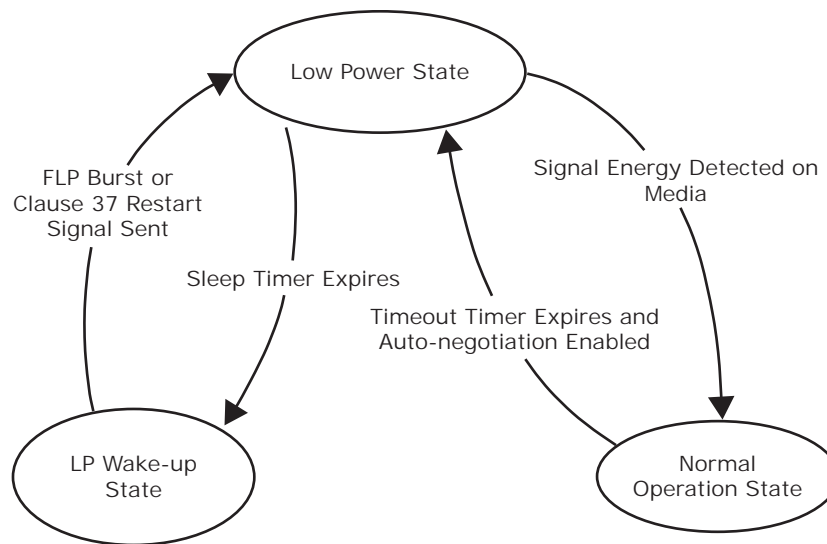 Low Power State
FLP Burst or
Clause 37 Restart
Signal Sent
Signal Energy Detected on
Media
Sleep Timer Expires
Timeout Timer Expires and
Auto-negotiation Enabled
LP Wake-up
State
Normal
Operation State